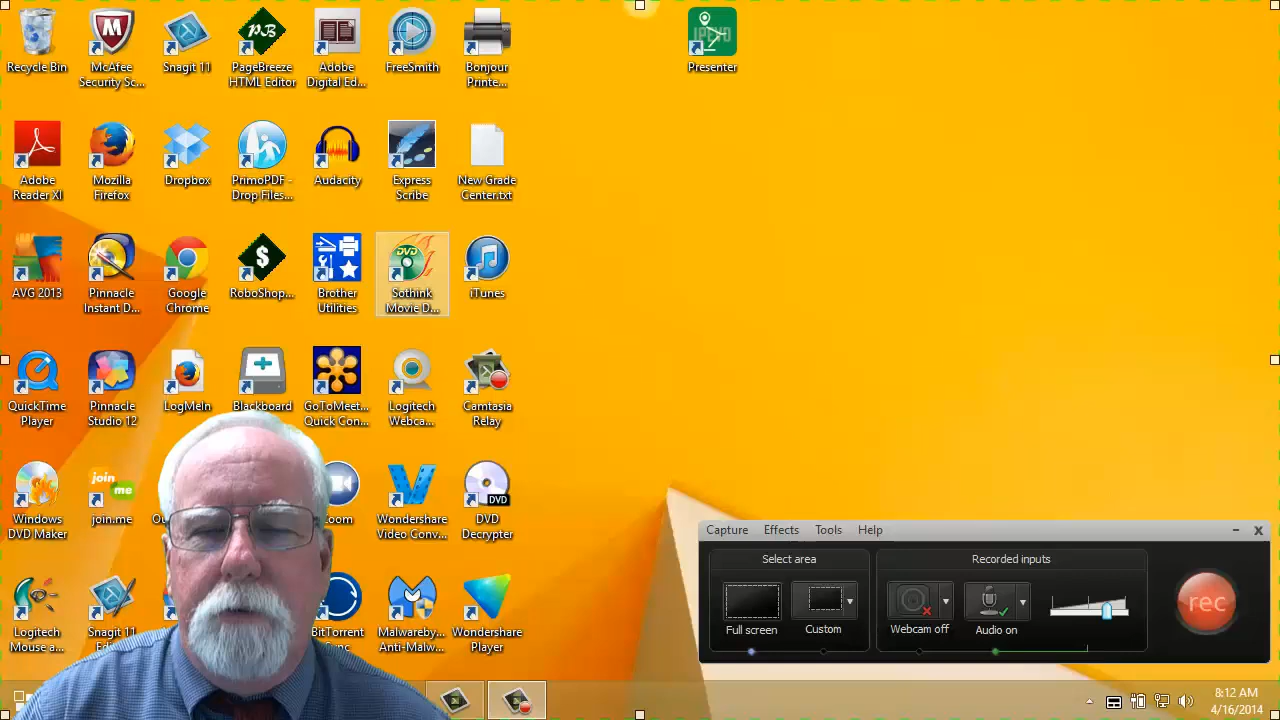 Recycle Bin
McAfee
Security Sc...
Snagit 11
PB
PageBreeze
HTML Editor
Adobe
Digital Ed...
FreeSmith
Bonjour
Printe...
Presenter
Adobe
Reader XI
Mozilla
Firefox
Dropbox
PrimoPDF -
Drop Files...
Audacity
Express
Scribe
New Grade
Center.txt
AVG 2013
Pinnacle
Instant D...
Google
Chrome
$
RoboShop...
Brother
Utilities
DVD
Sothink
Movie D...
iTunes
QuickTime
Player
Pinnacle
Studio 12
LogMeIn
Blackboard
GoToMeet...
Quick Con...
Logitech
Webca...
Camtasia
Relay
Windows
DVD Maker
join
me
join.me
Wondershare
Video Conv...
DVD
DVD
Decrypter
Logitech
Mouse a...
Snagit 11
BitTorrent
Malwareby...
Anti-Malw...
Wondershare
Player
Capture Effects Tools Help
Select area
Recorded inputs
Full screen
Custom
Webcam off
Audio on
rec
8:12 AM
4/16/2014